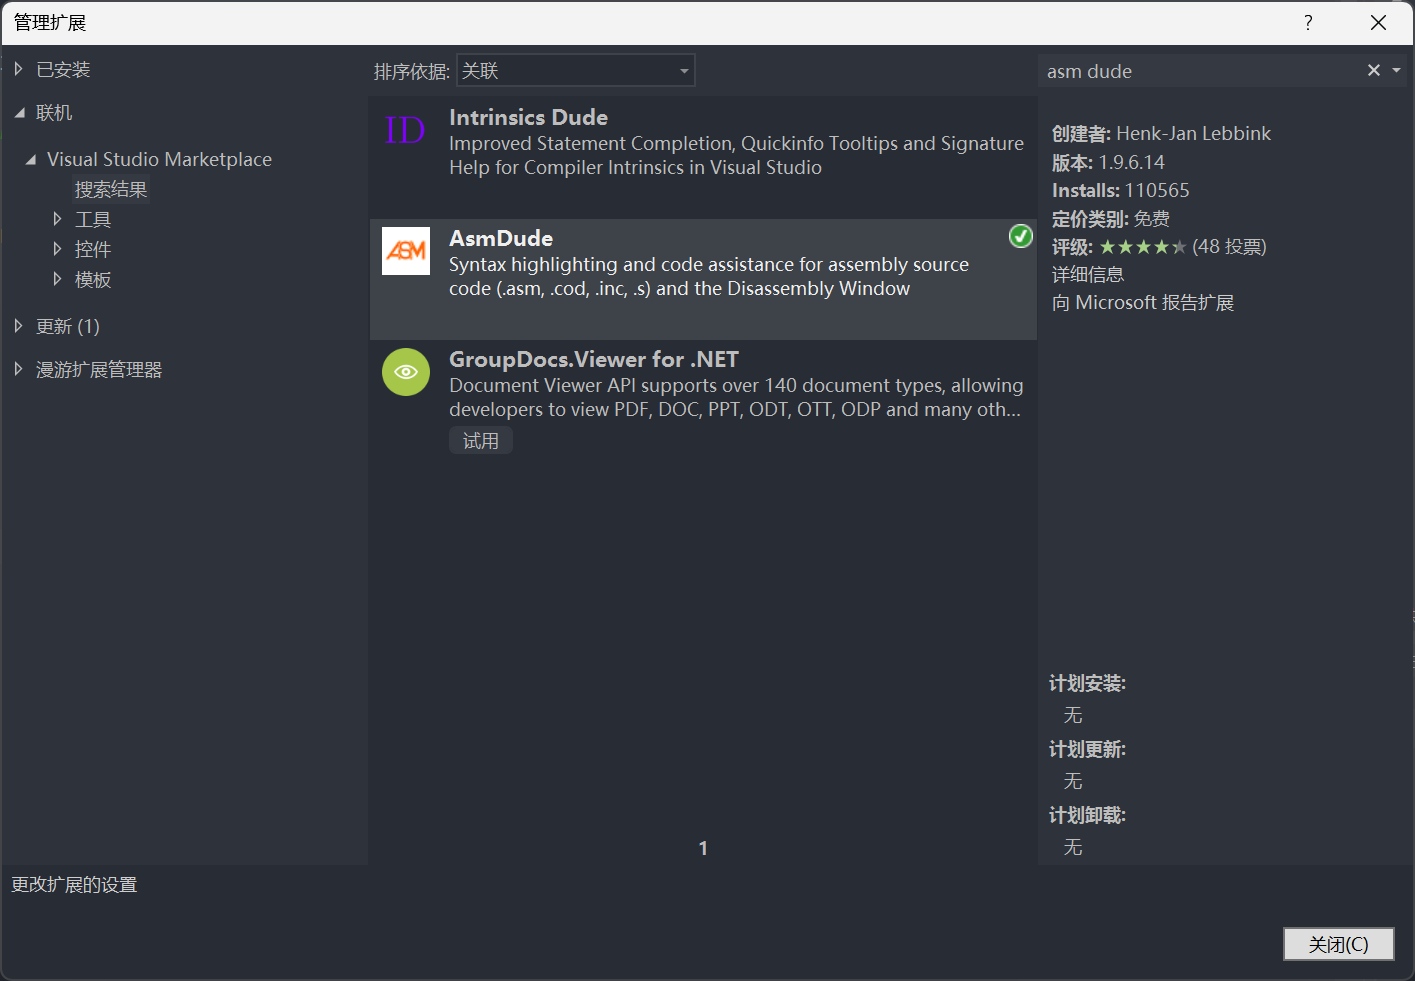 管理扩展
?
已安装
联机
Visual Studio Marketplace
搜索结果
工具
控件
模板
更新 (1)
漫游扩展管理器
排序依据: 关联
ID
Intrinsics Dude
Improved Statement Completion, Quickinfo Tooltips and Signature
Help for Compiler Intrinsics in Visual Studio
ASM
AsmDude
Syntax highlighting and code assistance for assembly source
code (.asm, .cod, .inc, .s) and the Disassembly Window
GroupDocs.Viewer for .NET
Document Viewer API supports over 140 document types, allowing
developers to view PDF, DOC, PPT, ODT, OTT, ODP and many oth...
试用
1
asm dude
创建者: Henk-Jan Lebbink
版本: 1.9.6.14
Installs: 110565
定价类别: 免费
评级: ★★★★★ (48 投票)
详细信息
向 Microsoft 报告扩展
计划安装:
无
计划更新:
无
计划卸载:
无
更改扩展的设置
关闭(C)